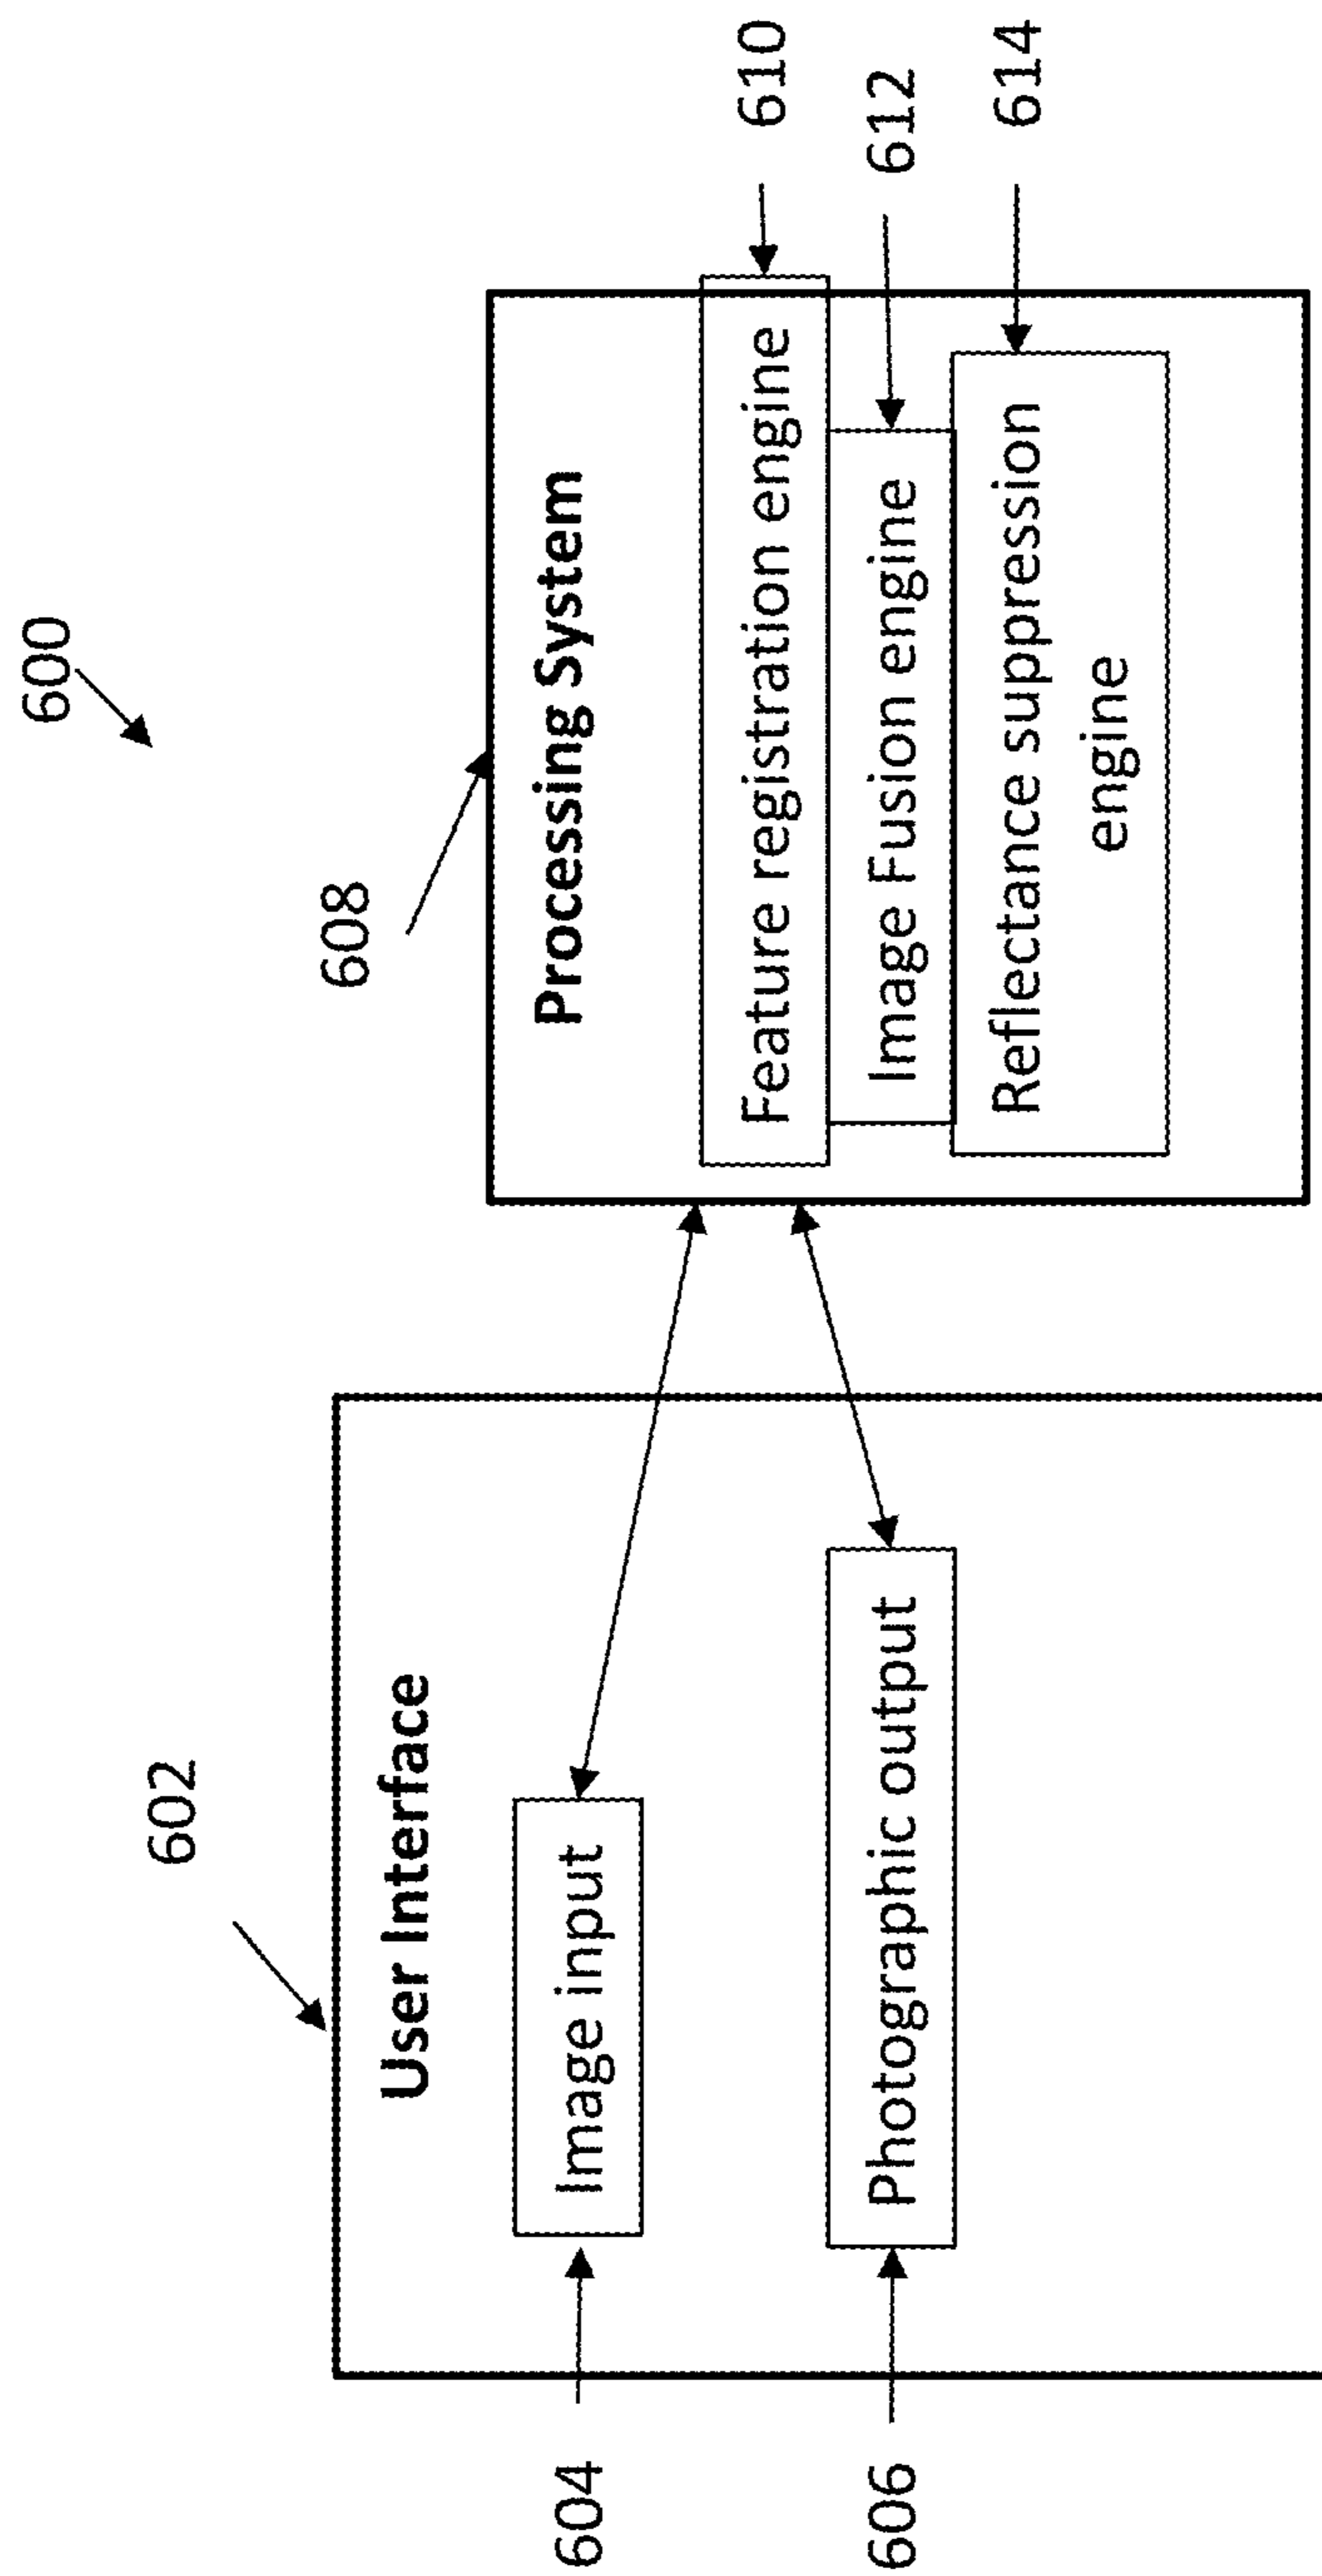 600
602
User Interface
604
Image input
606
Photographic output
608
Processing System
Feature registration engine
610
Image Fusion engine
612
Reflectance suppression
engine
614